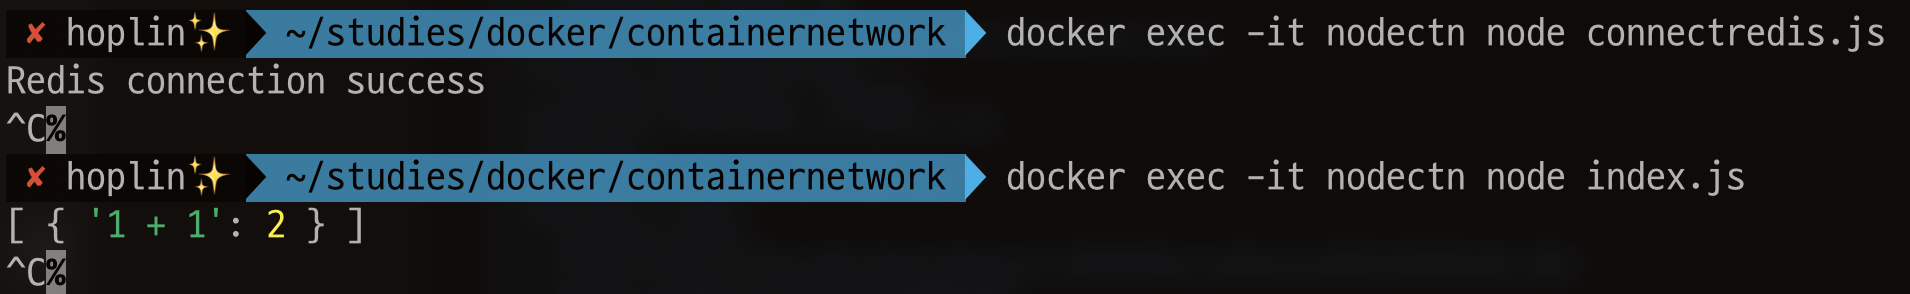 ✘ hoplin✨ ~/studies/docker/containernetwork docker exec -it nodectn node connectredis.js
Redis connection success
^C%
✘ hoplin✨ ~/studies/docker/containernetwork docker exec -it nodectn node index.js
[ { '1 + 1': 2 } ]
^C%